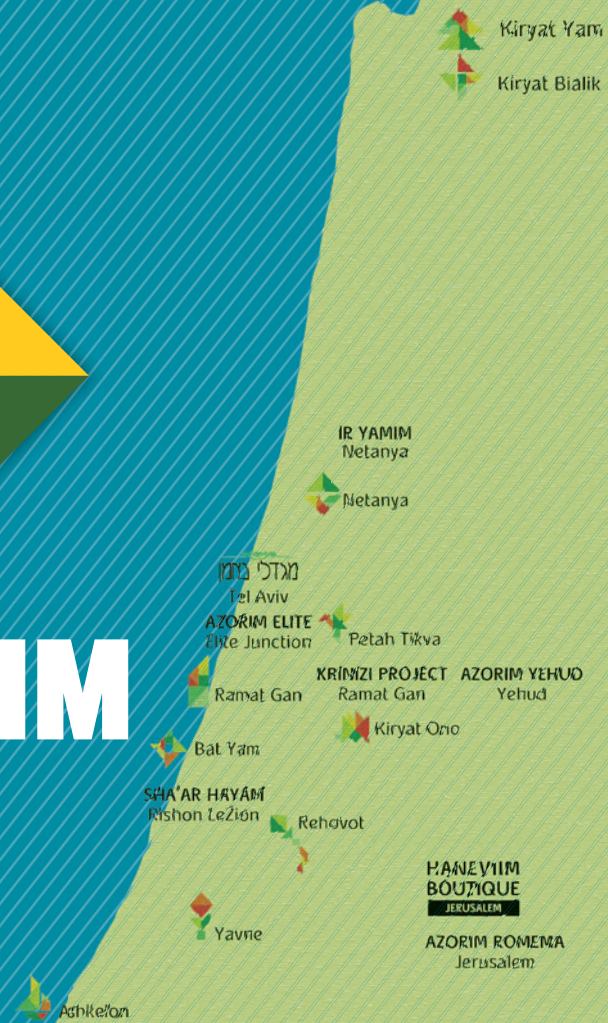 Kiryat Yam
Kiryat Bialik
IR YAMIM
Netanya
Netanya
מגדלי נחמן
Tel Aviv
AZORIM ELITE
Elite Junction
Petah Tikva
KRINIZI PROJECT
Ramat Gan
AZORIM YEHUD
Yehud
Ramat Gan
Kiryat Ono
IM
Bat Yam
SHA'AR HAYAM
Rishon LeZion
Rehovot
HANEVIIM
BOUTIQUE
JERUSALEM
Yavne
AZORIM ROMEMA
Jerusalem
Ashkelon